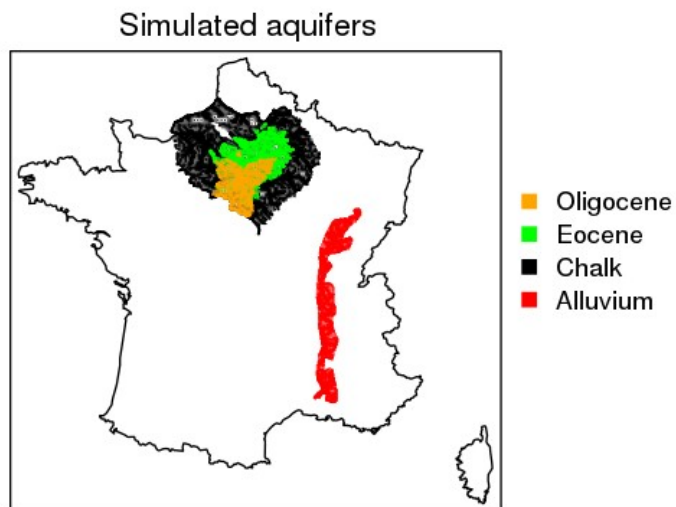 Simulated aquifers
Oligocene
Eocene
Chalk
Alluvium